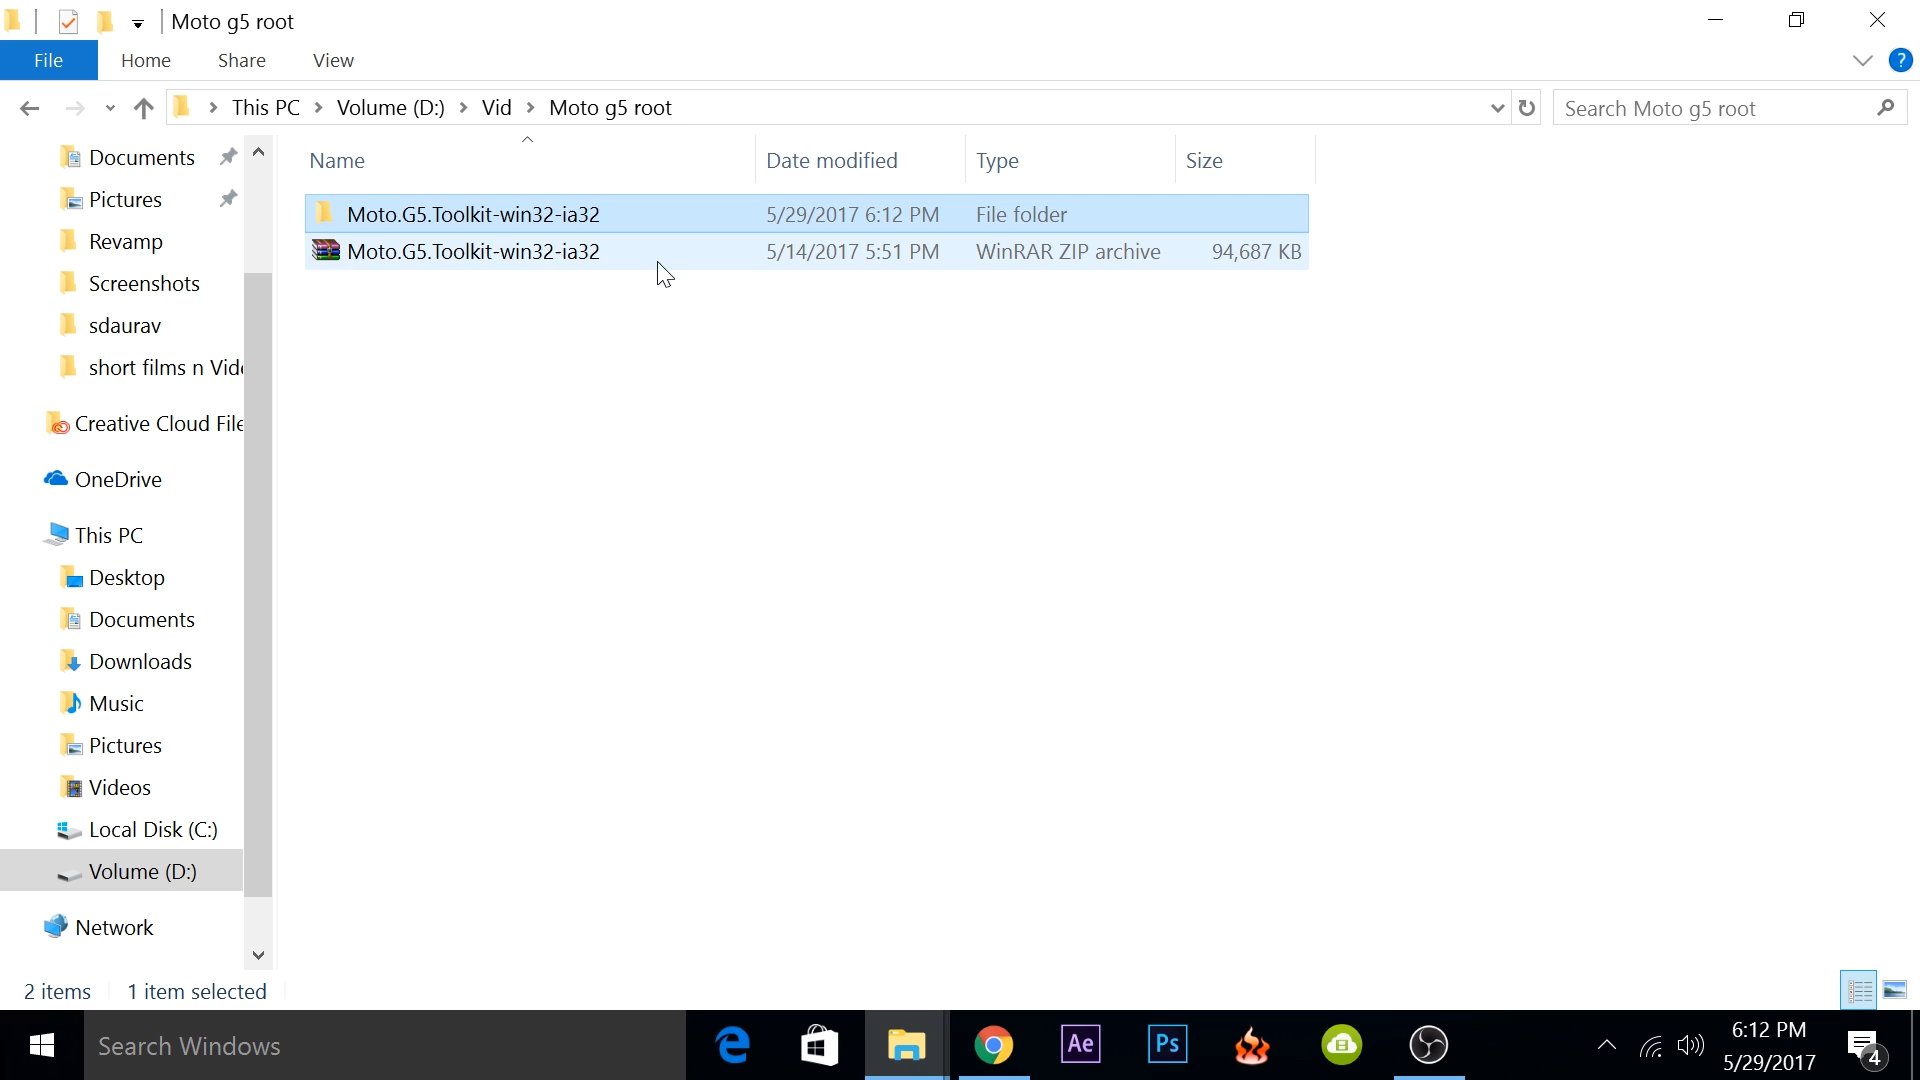 Moto g5 root
File Home Share View ?
This PC Volume (D:) Vid Moto g5 root Search Moto g5 root
Name Date modified Type Size
Moto.G5.Toolkit-win32-ia32 5/29/2017 6:12 PM File folder
Moto.G5.Toolkit-win32-ia32 5/14/2017 5:51 PM WinRAR ZIP archive 94,687 KB
Documents
Pictures
Revamp
Screenshots
sdaurav
short films n Vide
Creative Cloud File
OneDrive
This PC
Desktop
Documents
Downloads
Music
Pictures
Videos
Local Disk (C:)
Volume (D:)
Network
2 items 1 item selected
Search Windows Ae Ps 6:12 PM
5/29/2017 4